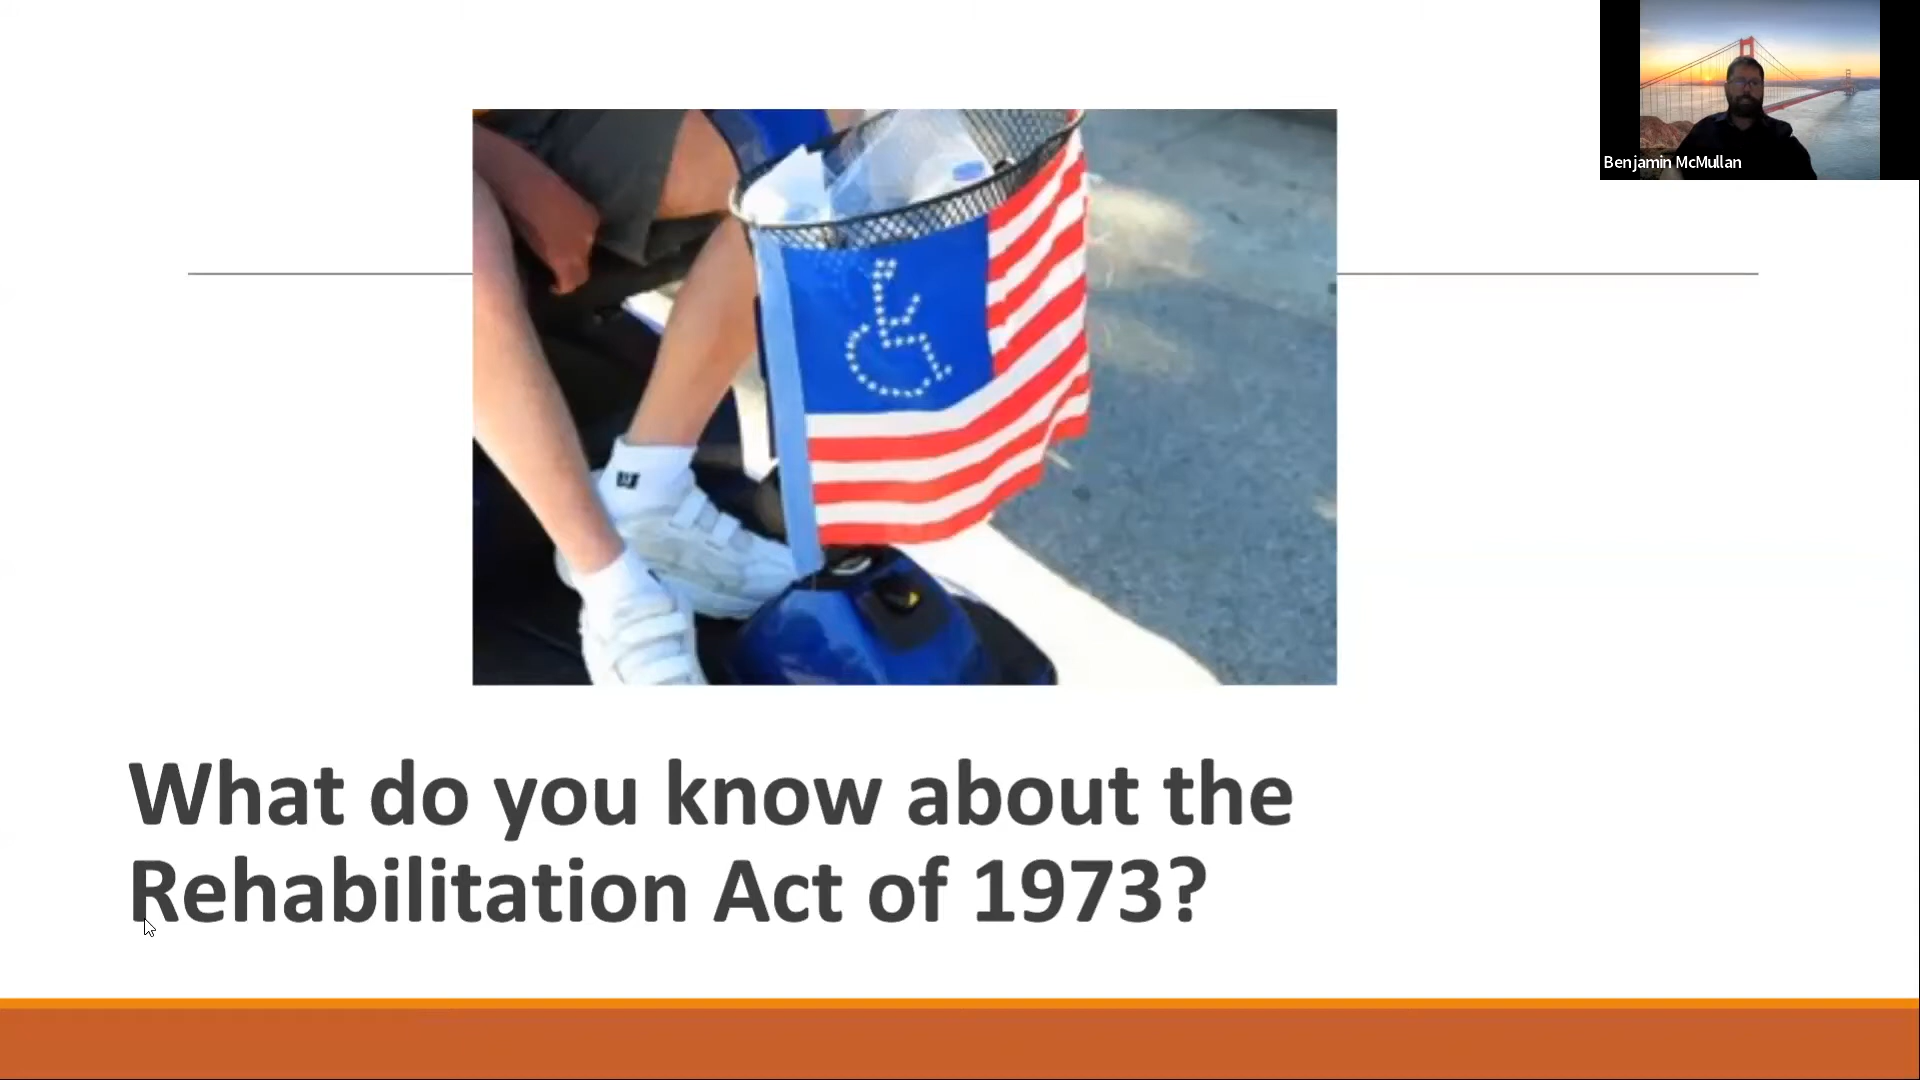 Benjamin McMullan
What do you know about the
Rehabilitation Act of 1973?